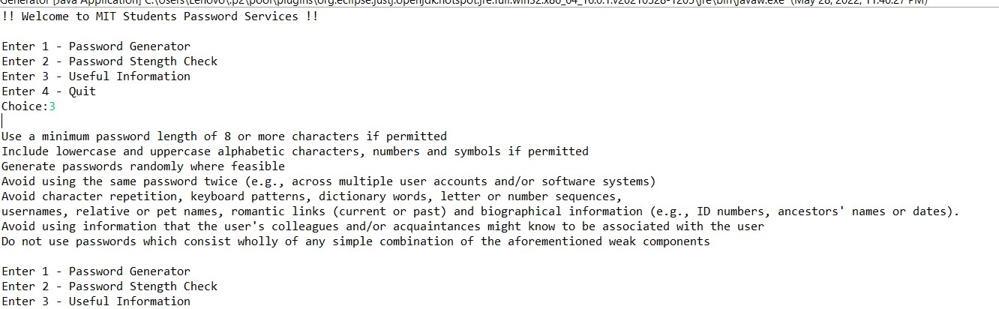 Generator [Java Application] C:\Users\Lenovo\.p2\pool\plugins\org.eclipse.justj.openjdk.hotspot.jre.full.win32.x86_64_16.0.1.v20210528-1205\jre\bin\javaw.exe (May 28, 2022, 11:40:27 PM)
!! Welcome to MIT Students Password Services !!
Enter 1 - Password Generator
Enter 2 - Password Stength Check
Enter 3 - Useful Information
Enter 4 - Quit
Choice:3
Use a minimum password length of 8 or more characters if permitted
Include lowercase and uppercase alphabetic characters, numbers and symbols if permitted
Generate passwords randomly where feasible
Avoid using the same password twice (e.g., across multiple user accounts and/or software systems)
Avoid character repetition, keyboard patterns, dictionary words, letter or number sequences,
usernames, relative or pet names, romantic links (current or past) and biographical information (e.g., ID numbers, ancestors' names or dates).
Avoid using information that the user's colleagues and/or acquaintances might know to be associated with the user
Do not use passwords which consist wholly of any simple combination of the aforementioned weak components
Enter 1 - Password Generator
Enter 2 - Password Stength Check
Enter 3 - Useful Information